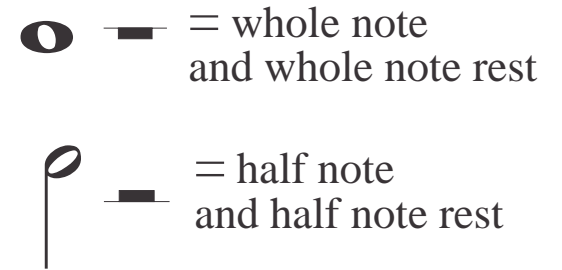 = whole note
and whole note rest
= half note
and half note rest